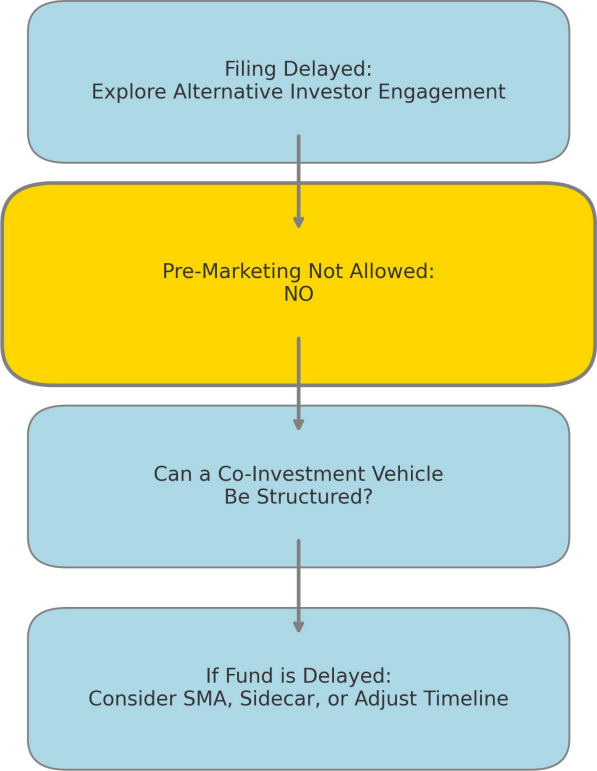 Filing Delayed:
Explore Alternative Investor Engagement
Pre-Marketing Not Allowed:
NO
Can a Co-Investment Vehicle
Be Structured?
If Fund is Delayed:
Consider SMA, Sidecar, or Adjust Timeline